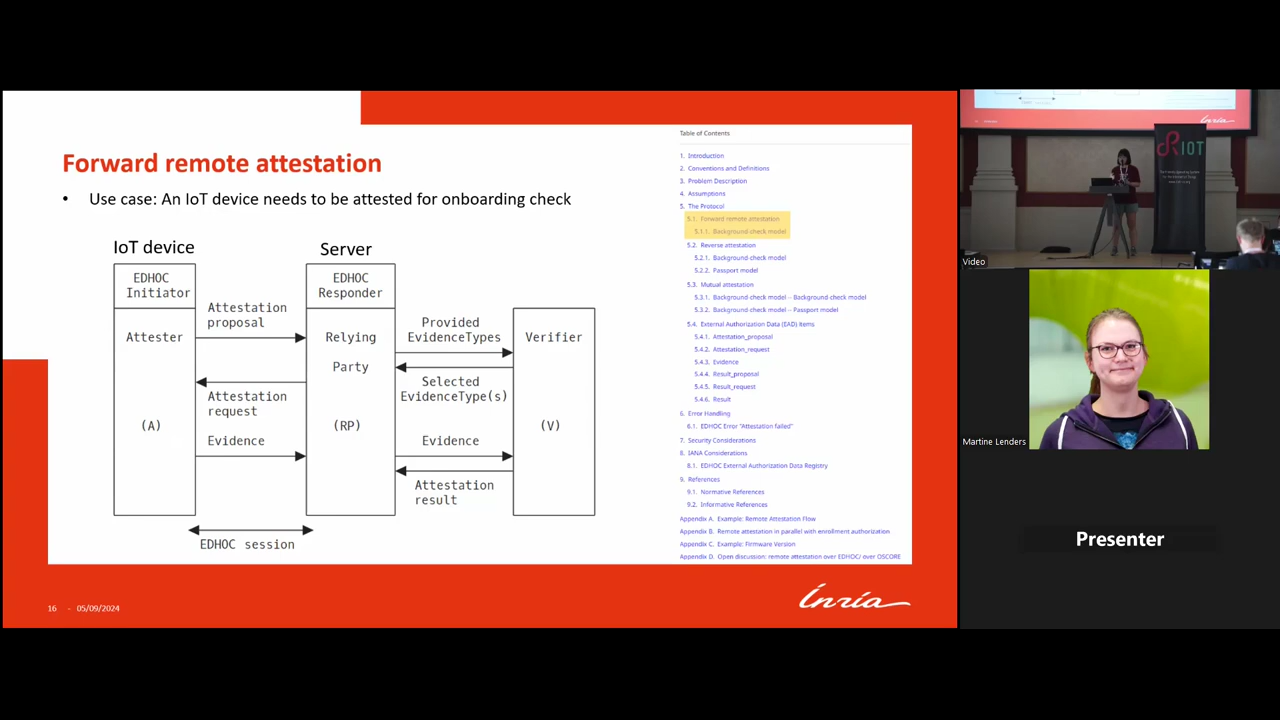 Forward remote attestation
• Use case: An IoT device needs to be attested for onboarding check
IoT device
Server
EDHOC
Initiator
Attester
(A)
Attestation
proposal
Attestation
request
Evidence
EDHOC
Responder
Relying
Party
(RP)
Provided
EvidenceTypes
Selected
EvidenceType(s)
Evidence
Attestation
result
Verifier
(V)
EDHOC session
Table of Contents
1. Introduction
2. Conventions and Definitions
3. Problem Description
4. Assumptions
5. The Protocol
5.1. Forward remote attestation
5.1.1. Background-check model
5.2. Reverse attestation
5.2.1. Background-check model
5.2.2. Passport model
5.3. Mutual attestation
5.3.1. Background-check model -- Background-check model
5.3.2. Background-check model -- Passport model
5.4. External Authorization Data (EAD) Items
5.4.1. Attestation_proposal
5.4.2. Attestation_request
5.4.3. Evidence
5.4.4. Result_proposal
5.4.5. Result_request
5.4.6. Result
6. Error Handling
6.1. EDHOC Error "Attestation failed"
7. Security Considerations
8. IANA Considerations
8.1. EDHOC External Authorization Data Registry
9. References
9.1. Normative References
9.2. Informative References
Appendix A. Example: Remote Attestation Flow
Appendix B. Remote attestation in parallel with enrollment authorization
Appendix C. Example: Firmware Version
Appendix D. Open discussion: remote attestation over EDHOC/ over OSCORE
16 - 05/09/2024
Inria
RIOT
Video
Martine Lenders
Presenter